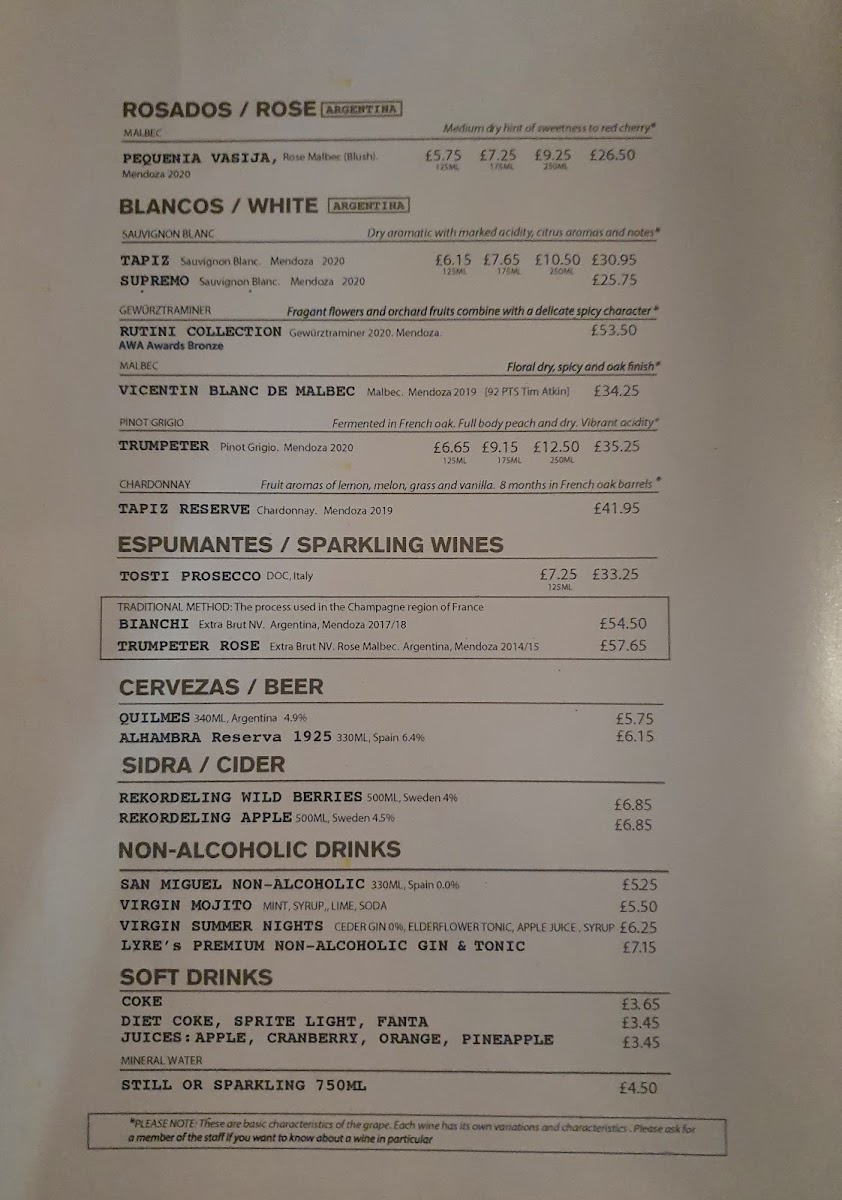 ROSADOS / ROSE ARGENTINA
MALBEC Medium dry hint of sweetness to red cherry*
PEQUENIA VASIJA, Rose Malbec (Blush). £5.75 £7.25 £9.25 £26.50
125ML 175ML 250ML
Mendoza 2020
BLANCOS / WHITE ARGENTINA
SAUVIGNON BLANC Dry aromatic with marked acidity, citrus aromas and notes*
TAPIZ Sauvignon Blanc. Mendoza 2020 £6.15 £7.65 £10.50 £30.95
125ML 175ML 250ML
SUPREMO Sauvignon Blanc. Mendoza 2020 £25.75
GEWÜRZTRAMINER Fragant flowers and orchard fruits combine with a delicate spicy character*
RUTINI COLLECTION Gewürztraminer 2020. Mendoza. £53.50
AWA Awards Bronze
MALBEC Floral dry, spicy and oak finish*
VICENTIN BLANC DE MALBEC Malbec. Mendoza 2019 [92 PTS Tim Atkin] £34.25
PINOT GRIGIO Fermented in French oak. Full body peach and dry. Vibrant acidity*
TRUMPETER Pinot Grigio. Mendoza 2020 £6.65 £9.15 £12.50 £35.25
125ML 175ML 250ML
CHARDONNAY Fruit aromas of lemon, melon, grass and vanilla. 8 months in French oak barrels *
TAPIZ RESERVE Chardonnay. Mendoza 2019 £41.95
ESPUMANTES / SPARKLING WINES
TOSTI PROSECCO DOC, Italy £7.25 £33.25
125ML
TRADITIONAL METHOD: The process used in the Champagne region of France
BIANCHI Extra Brut NV. Argentina, Mendoza 2017/18 £54.50
TRUMPETER ROSE Extra Brut NV. Rose Malbec. Argentina, Mendoza 2014/15 £57.65
CERVEZAS / BEER
QUILMES 340ML, Argentina 4.9% £5.75
ALHAMBRA Reserva 1925 330ML, Spain 6.4% £6.15
SIDRA / CIDER
REKORDELING WILD BERRIES 500ML, Sweden 4% £6.85
REKORDELING APPLE 500ML, Sweden 4.5% £6.85
NON-ALCOHOLIC DRINKS
SAN MIGUEL NON-ALCOHOLIC 330ML, Spain 0.0% £5.25
VIRGIN MOJITO MINT, SYRUP,, LIME, SODA £5.50
VIRGIN SUMMER NIGHTS CEDER GIN 0%, ELDERFLOWER TONIC, APPLE JUICE , SYRUP £6.25
LYRE's PREMIUM NON-ALCOHOLIC GIN & TONIC £7.15
SOFT DRINKS
COKE £3.65
DIET COKE, SPRITE LIGHT, FANTA £3.45
JUICES: APPLE, CRANBERRY, ORANGE, PINEAPPLE £3.45
MINERAL WATER
STILL OR SPARKLING 750ML £4.50
*PLEASE NOTE: These are basic characteristics of the grape. Each wine has its own variations and characteristics . Please ask for
a member of the staff if you want to know about a wine in particular